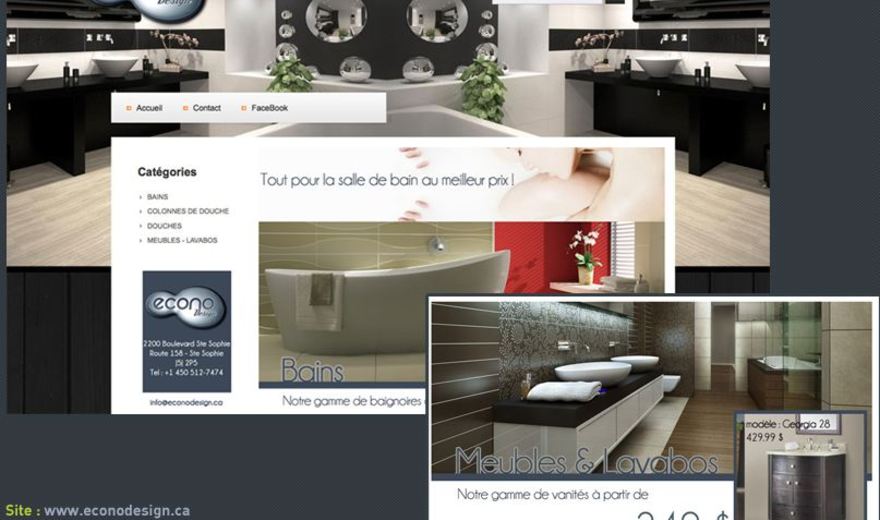 Design
Accueil
Contact
FaceBook
Catégories
BAINS
COLONNES DE DOUCHE
DOUCHES
MEUBLES - LAVABOS
Tout pour la salle de bain au meilleur prix !
econo
Design
2200 Boulevard Ste Sophie
Route 158 - Ste Sophie
J5J 2P5
Tel : +1 450 512-7474
info@econodesign.ca
Bains
Notre gamme de baignoires
modèle : Georgia 28
429.99 $
Meubles & Lavabos
Notre gamme de vanités à partir de
Site : www.econodesign.ca